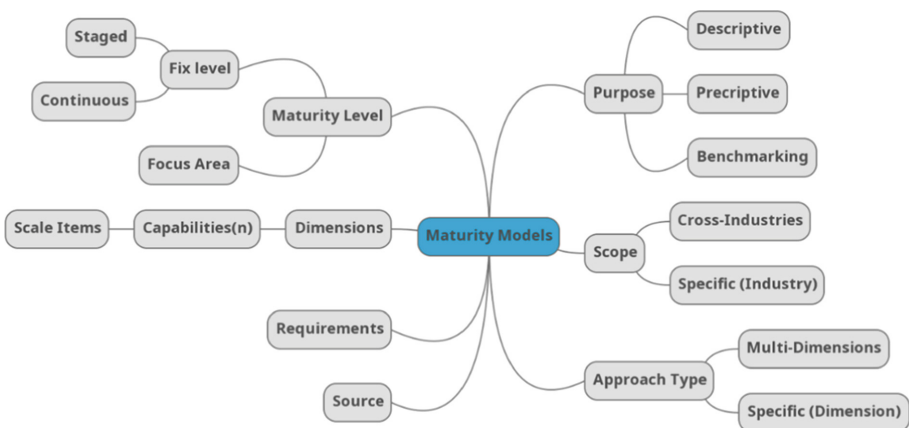 Staged
Fix level
Continuous
Maturity Level
Focus Area
Scale Items
Capabilities(n)
Dimensions
Requirements
Source
Maturity Models
Purpose
Descriptive
Precriptive
Benchmarking
Scope
Cross-Industries
Specific (Industry)
Approach Type
Multi-Dimensions
Specific (Dimension)